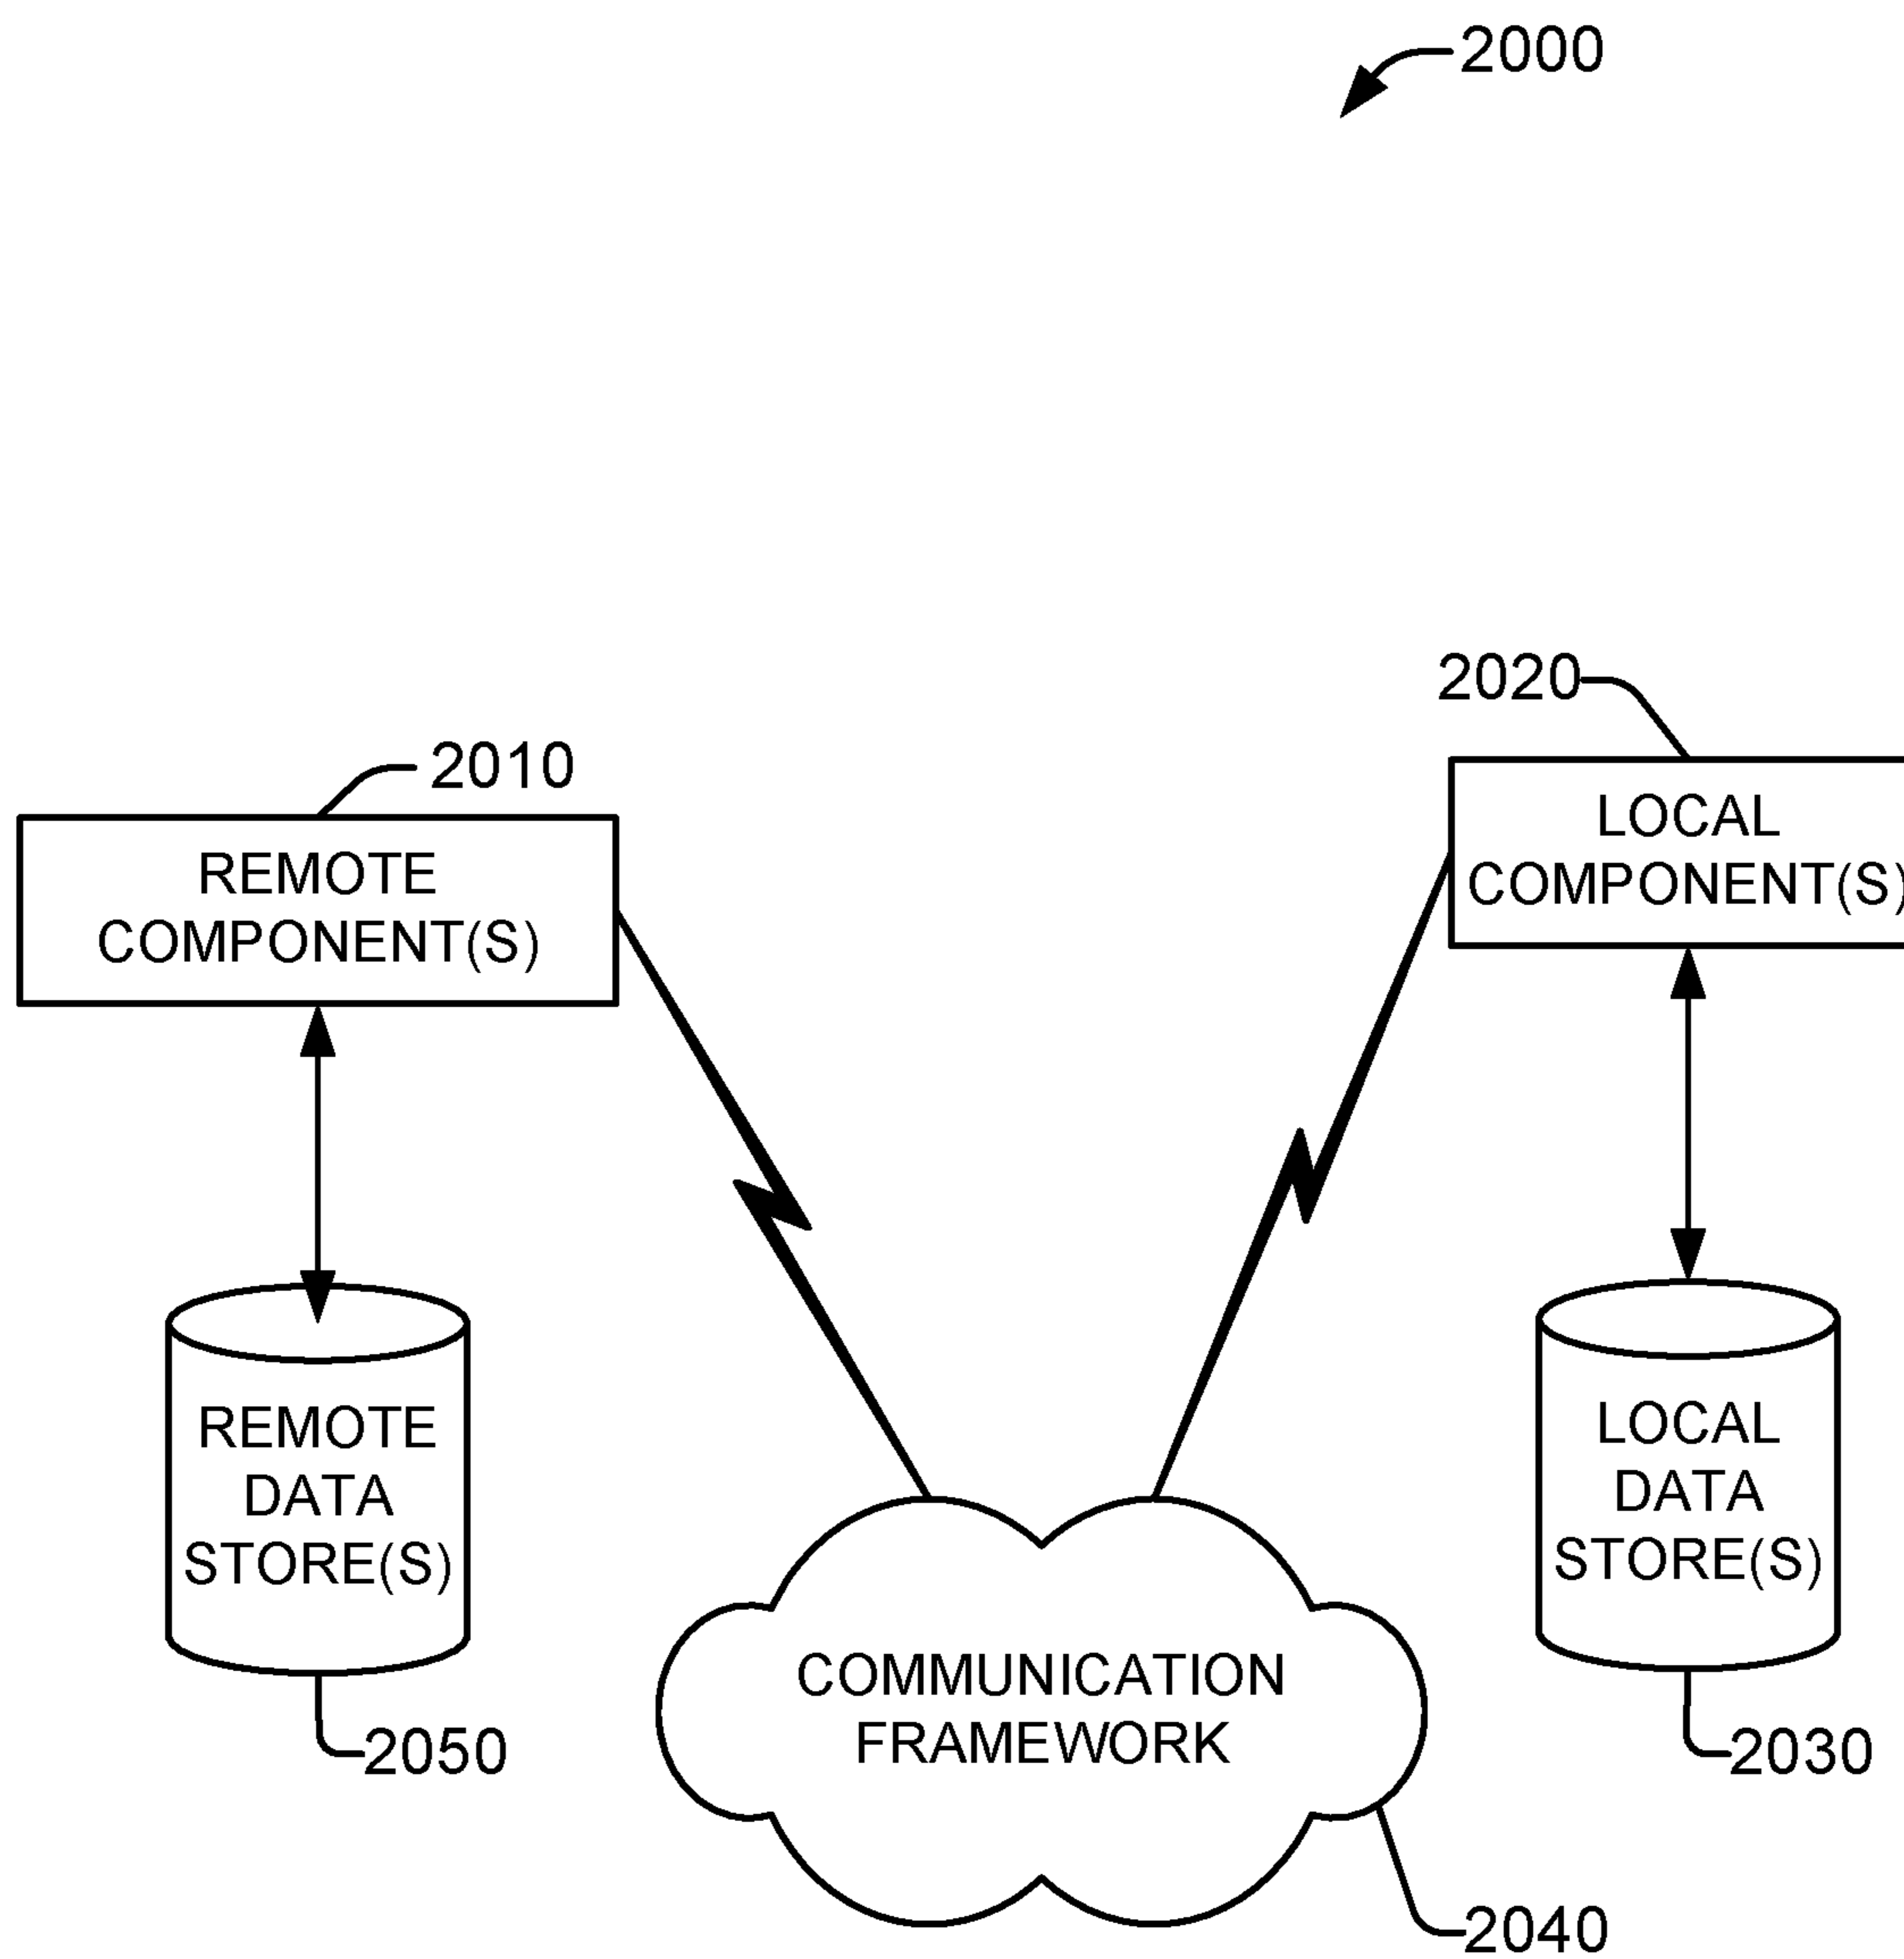 2000
2020
2010
LOCAL
COMPONENT(S)
REMOTE
COMPONENT(S)
REMOTE
DATA
STORE(S)
LOCAL
DATA
STORE(S)
COMMUNICATION
FRAMEWORK
2050
2030
2040